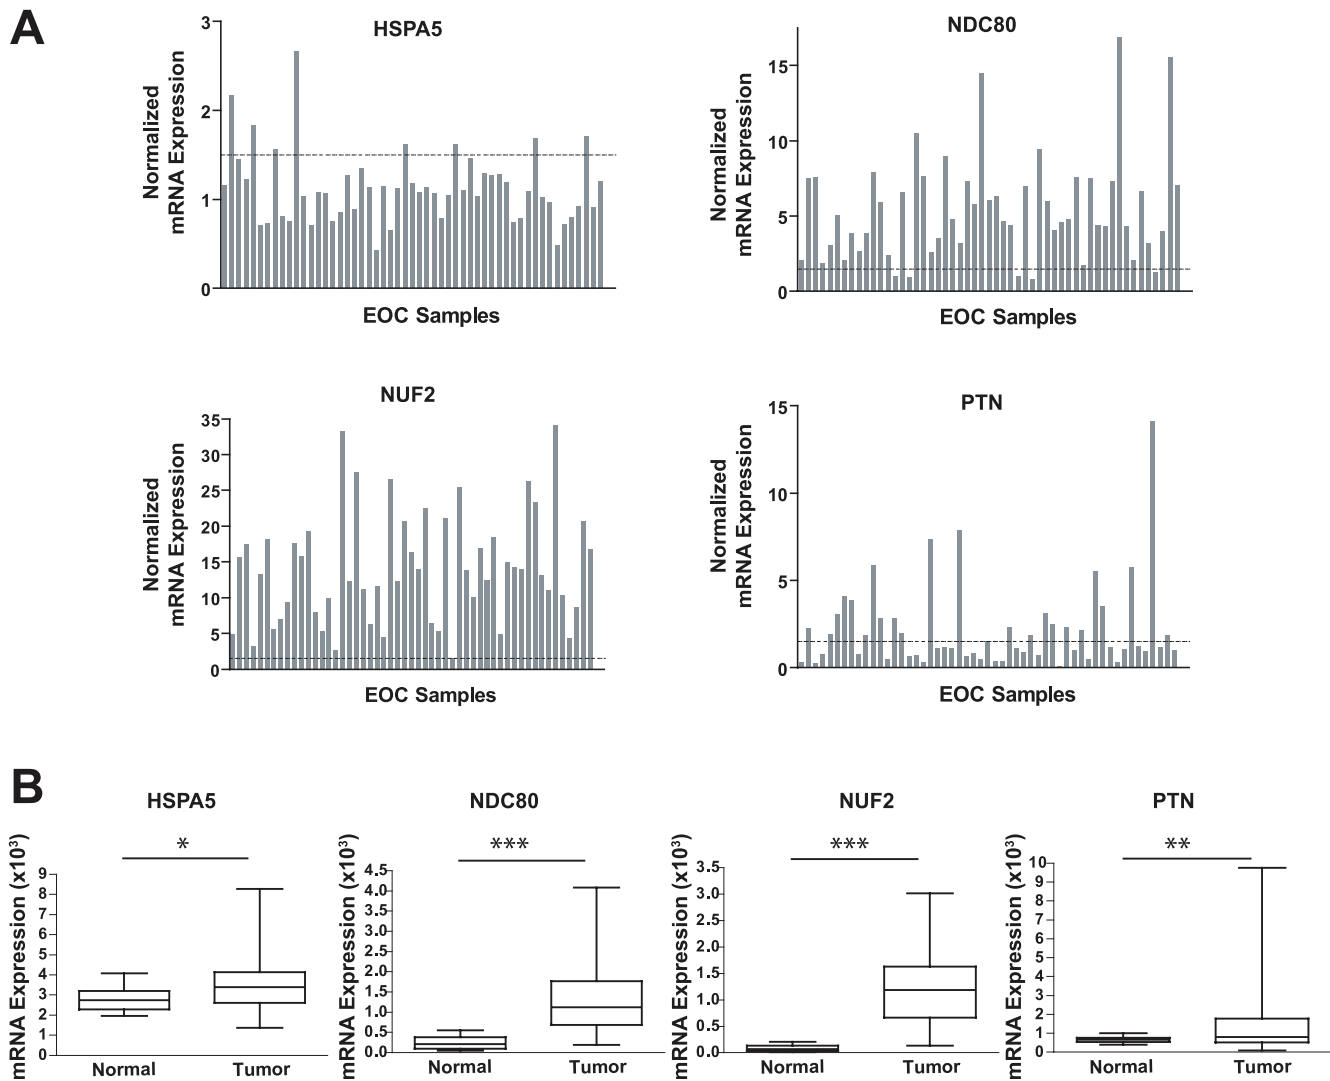 A
HSPA5
Normalized
mRNA Expression
3
2
1
0
EOC Samples
NDC80
Normalized
mRNA Expression
15
10
5
0
EOC Samples
NUF2
Normalized
mRNA Expression
35
30
25
20
15
10
5
0
EOC Samples
PTN
Normalized
mRNA Expression
15
10
5
0
EOC Samples
B
HSPA5
*
mRNA Expression (x10³)
9
8
7
6
5
4
3
2
1
0
Normal Tumor
NDC80
***
mRNA Expression (x10³)
4.5
4.0
3.5
3.0
2.5
2.0
1.5
1.0
0.5
0.0
Normal Tumor
NUF2
***
mRNA Expression (x10³)
3.5
3.0
2.5
2.0
1.5
1.0
0.5
0.0
Normal Tumor
PTN
**
mRNA Expression (x10³)
10
9
8
7
6
5
4
3
2
1
0
Normal Tumor